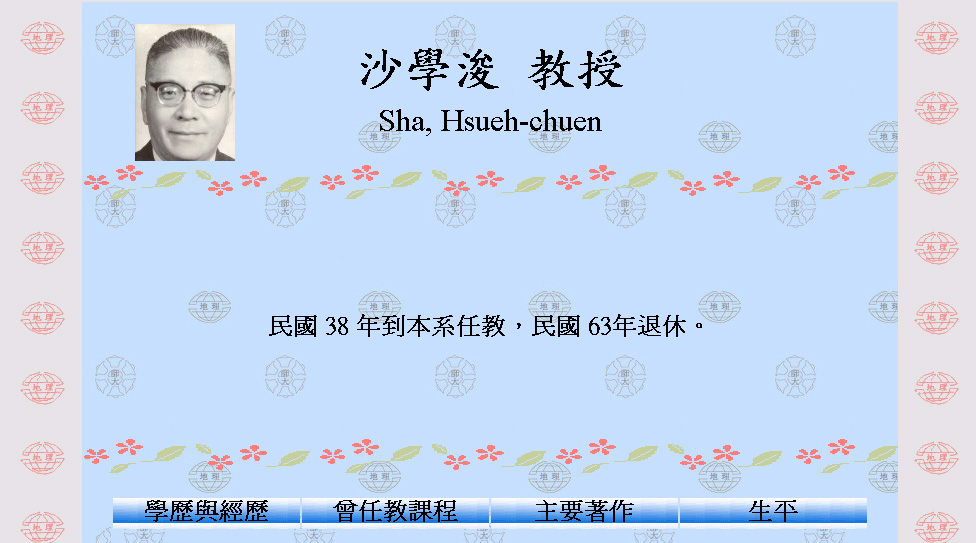 沙學浚 教授
Sha, Hsueh-chuen
民國 38 年到本系任教，民國 63年退休。
學歷與經歷 曾任教課程 主要著作 生平